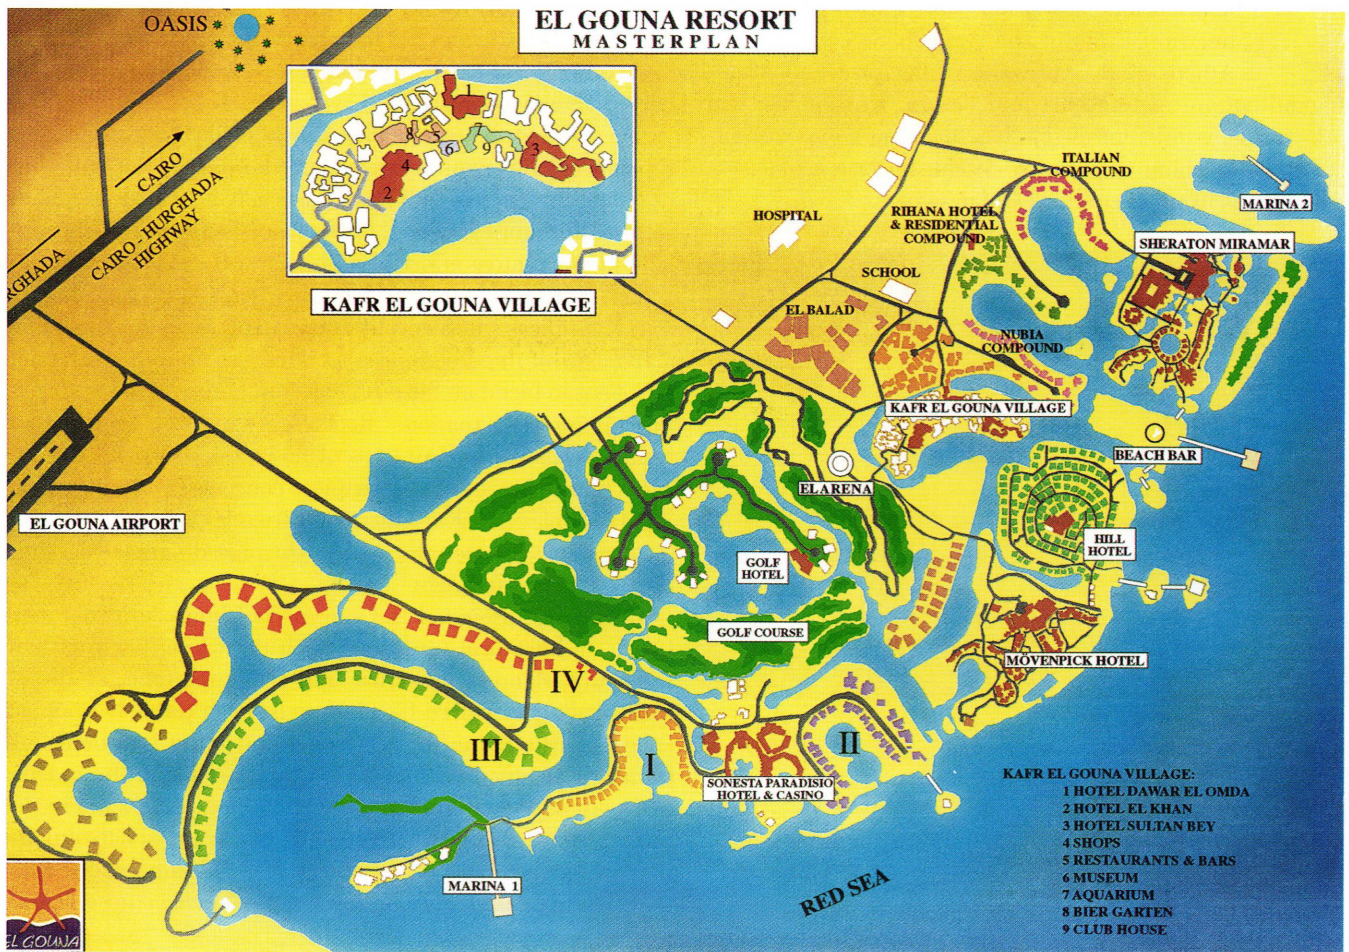 OASIS
EL GOUNA RESORT
MASTERPLAN
CAIRO
CAIRO - HURGHADA
HIGHWAY
1
7
8
5
6
9
3
4
2
KAFR EL GOUNA VILLAGE
ITALIAN
COMPOUND
MARINA 2
HOSPITAL
RIHANA HOTEL
& RESIDENTIAL
COMPOUND
SHERATON MIRAMAR
SCHOOL
EL BALAD
NUBIA
COMPOUND
KAFR EL GOUNA VILLAGE
BEACH BAR
EL ARENA
EL GOUNA AIRPORT
HILL
HOTEL
GOLF
HOTEL
GOLF COURSE
MÖVENPICK HOTEL
IV
III
I
II
SONESTA PARADISIO
HOTEL & CASINO
MARINA 1
RED SEA
KAFR EL GOUNA VILLAGE:
1 HOTEL DAWAR EL OMDA
2 HOTEL EL KHAN
3 HOTEL SULTAN BEY
4 SHOPS
5 RESTAURANTS & BARS
6 MUSEUM
7 AQUARIUM
8 BIER GARTEN
9 CLUB HOUSE
EL GOUNA